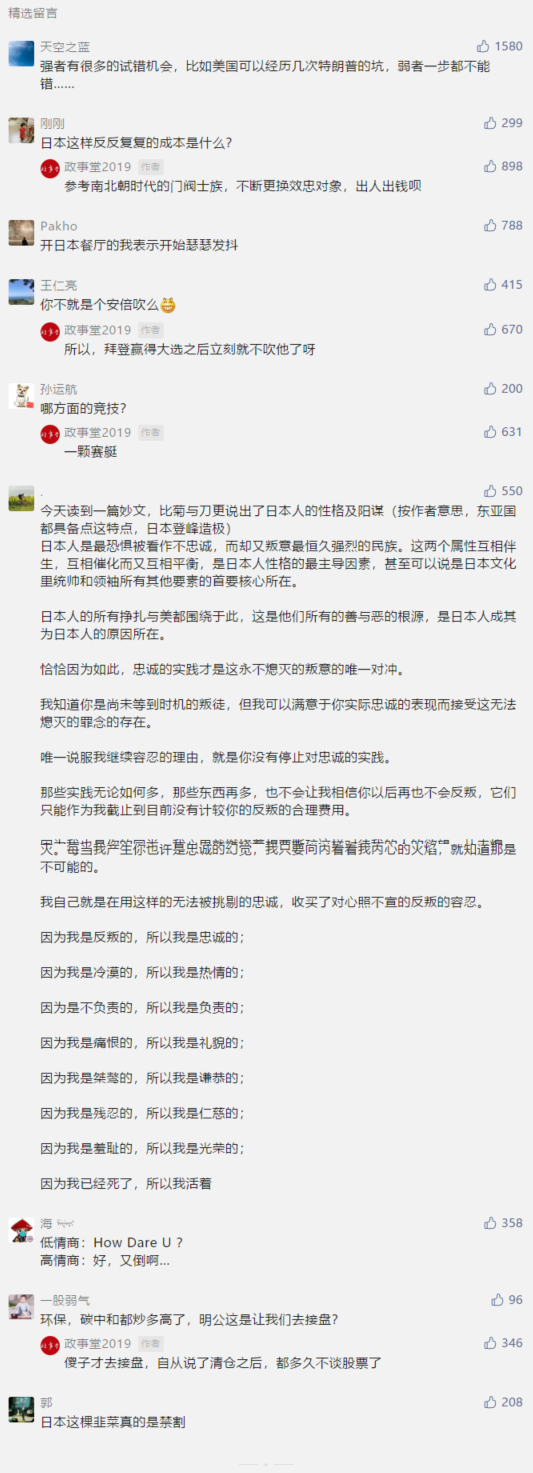 精选留言
天空之蓝
1580
强者有很多的试错机会，比如美国可以经历几次特朗普的坑，弱者一步都不能
错......
刚刚
299
日本这样反反复复的成本是什么？
政事堂2019 作者
898
参考南北朝时代的门阀士族，不断更换效忠对象，出人出钱呗
Pakho
788
开日本餐厅的我表示开始瑟瑟发抖
王仁亮
415
你不就是个安倍吹么😁
政事堂2019 作者
670
所以，拜登赢得大选之后立刻就不吹他了呀
孙运航
200
哪方面的竞技？
政事堂2019 作者
631
一颗赛艇
.
550
今天读到一篇妙文，比菊与刀更说出了日本人的性格及阳谋（按作者意思，东亚国
都具备点这特点，日本登峰造极）
日本人是最恐惧被看作不忠诚，而却又叛意最恒久强烈的民族。这两个属性互相伴
生，互相催化而又互相平衡，是日本人性格的最主导因素，甚至可以说是日本文化
里统帅和领袖所有其他要素的首要核心所在。
日本人的所有挣扎与美都围绕于此，这是他们所有的善与恶的根源，是日本人成其
为日本人的原因所在。
恰恰因为如此，忠诚的实践才是这永不熄灭的叛意的唯一对冲。
我知道你是尚未等到时机的叛徒，但我可以满意于你实际忠诚的表现而接受这无法
熄灭的罪念的存在。
唯一说服我继续容忍的理由，就是你没有停止对忠诚的实践。
那些实践无论如何多，那些东西再多，也不会让我相信你以后再也不会反叛，它们
只能作为我截止到目前没有计较你的反叛的合理费用。
每当我产生你也许是忠诚的幻觉，我只要向内看看我内心的火焰，就知道那是
不可能的。
我自己就是在用这样的无法被挑剔的忠诚，收买了对心照不宣的反叛的容忍。
因为我是反叛的，所以我是忠诚的；
因为我是冷漠的，所以我是热情的；
因为是不负责的，所以我是负责的；
因为我是痛恨的，所以我是礼貌的；
因为我是桀骜的，所以我是谦恭的；
因为我是残忍的，所以我是仁慈的；
因为我是羞耻的，所以我是光荣的；
因为我已经死了，所以我活着
海
358
低情商：How Dare U ？
高情商：好，又倒啊...
一股弱气
96
环保，碳中和都炒多高了，明公这是让我们去接盘？
政事堂2019 作者
346
傻子才去接盘，自从说了清仓之后，都多久不谈股票了
郭
208
日本这棵韭菜真的是禁割